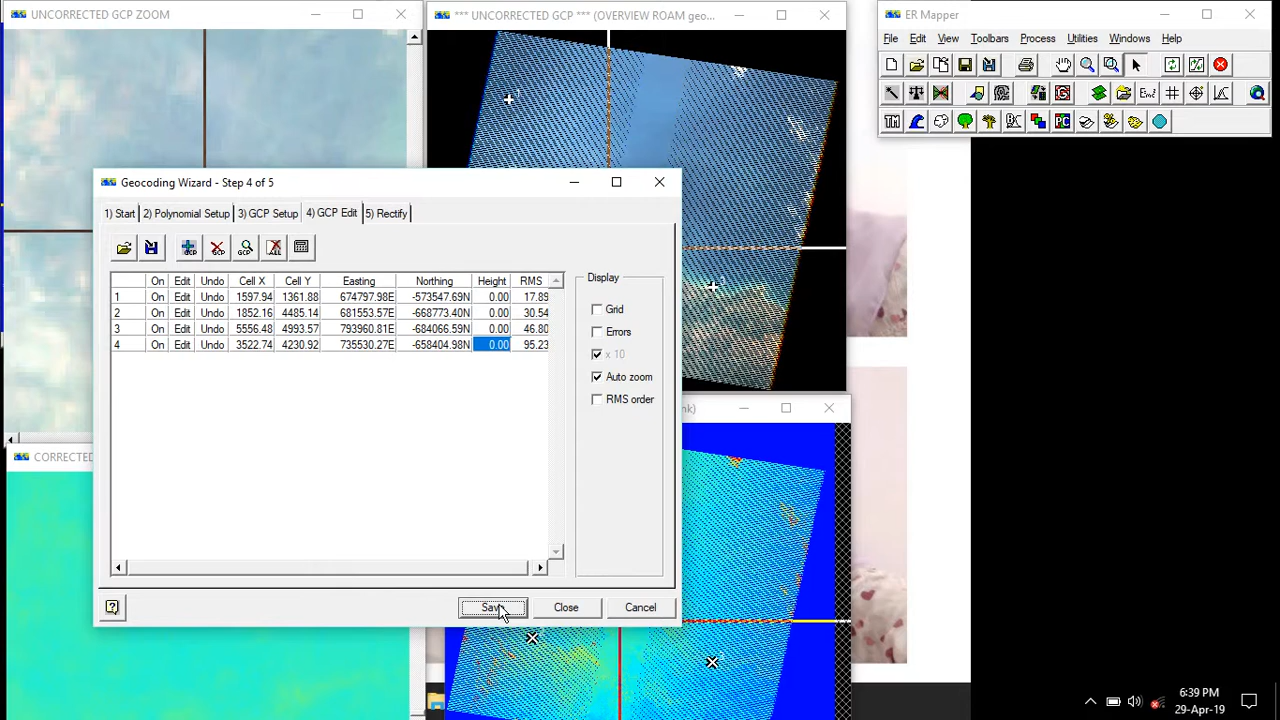 UNCORRECTED GCP ZOOM
*** UNCORRECTED GCP *** (OVERVIEW ROAM geo...
ER Mapper
File Edit View Toolbars Process Utilities Windows Help
Geocoding Wizard - Step 4 of 5
1) Start 2) Polynomial Setup 3) GCP Setup 4) GCP Edit 5) Rectify
On Edit Undo Cell X Cell Y Easting Northing Height RMS
1 On Edit Undo 1597.94 1361.88 674797.98E -573547.69N 0.00 17.89
2 On Edit Undo 1852.16 4485.14 681553.57E -668773.40N 0.00 30.54
3 On Edit Undo 5556.48 4993.57 793960.81E -684066.59N 0.00 46.80
4 On Edit Undo 3522.74 4230.92 735530.27E -658404.98N 0.00 95.23
Display
Grid
Errors
x 10
Auto zoom
RMS order
CORRECTED
Save Close Cancel
6:39 PM
29-Apr-19